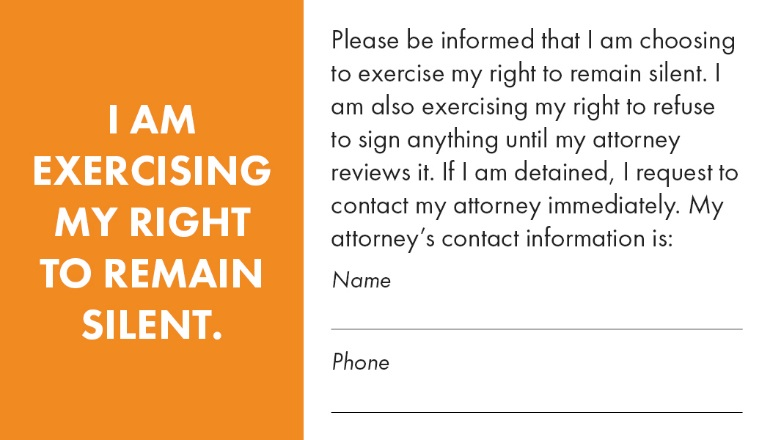 I AM
EXERCISING
MY RIGHT
TO REMAIN
SILENT.
Please be informed that I am choosing
to exercise my right to remain silent. I
am also exercising my right to refuse
to sign anything until my attorney
reviews it. If I am detained, I request to
contact my attorney immediately. My
attorney’s contact information is:
Name
Phone